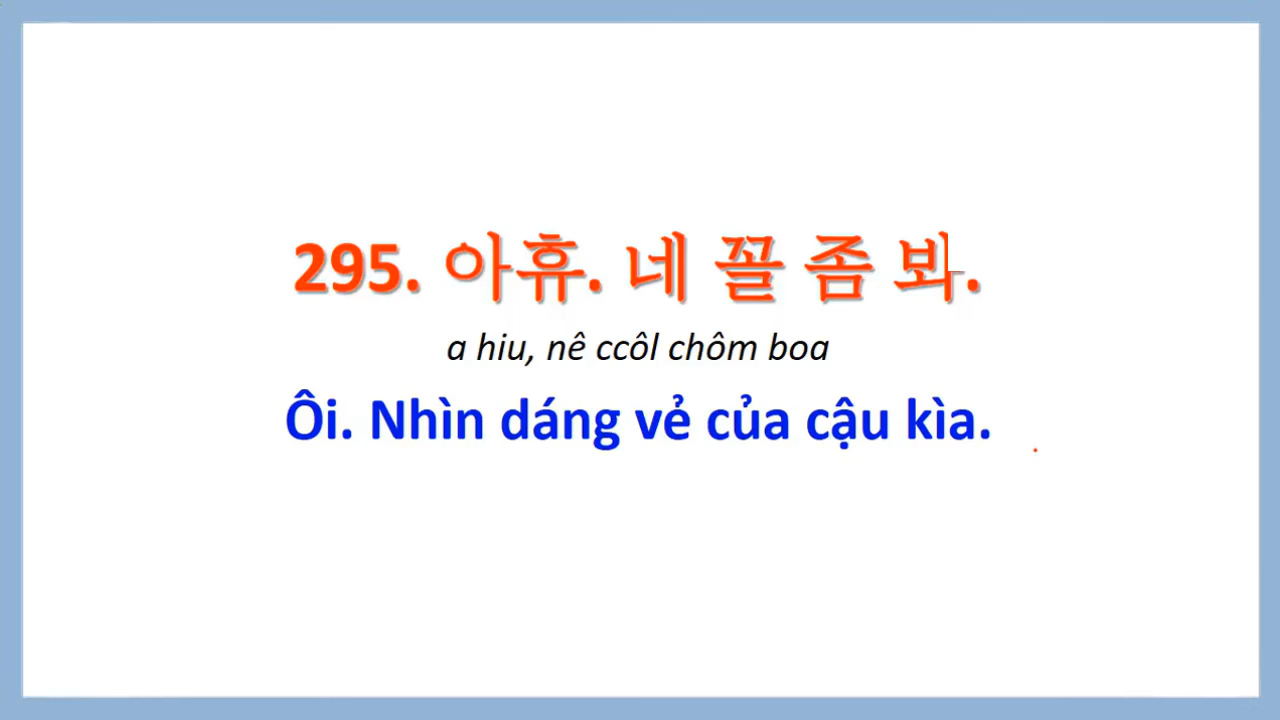 295. 아휴. 네 꼴 좀 봐.
a hiu, nê ccôl chôm boa
Ôi. Nhìn dáng vẻ của cậu kìa.